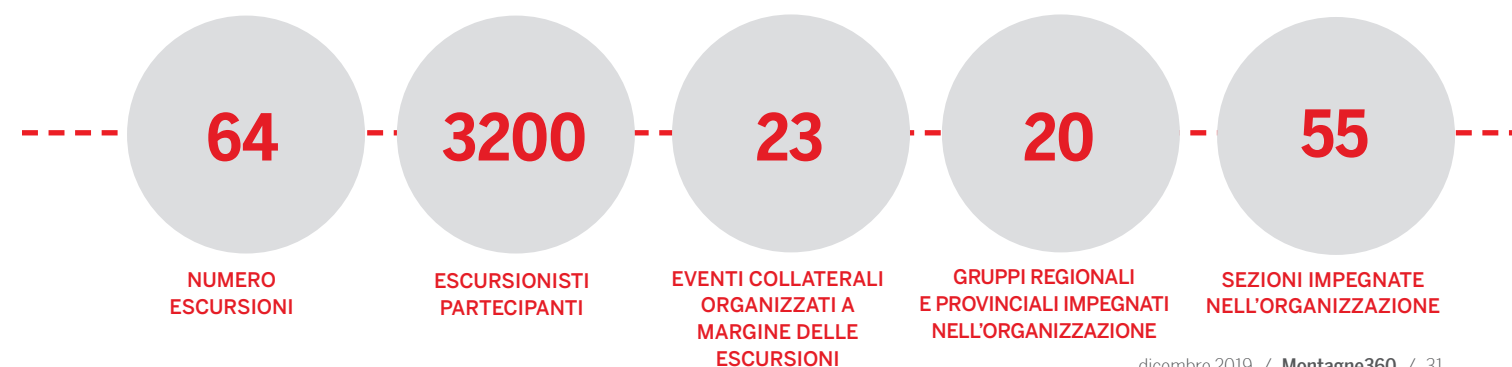 64
NUMERO
ESCURSIONI
3200
ESCURSIONISTI
PARTECIPANTI
23
EVENTI COLLATERALI
ORGANIZZATI A
MARGINE DELLE
ESCURSIONI
20
GRUPPI REGIONALI
E PROVINCIALI IMPEGNATI
NELL'ORGANIZZAZIONE
55
SEZIONI IMPEGNATE
NELL'ORGANIZZAZIONE
dicembre 2019 / Montagne360 / 31